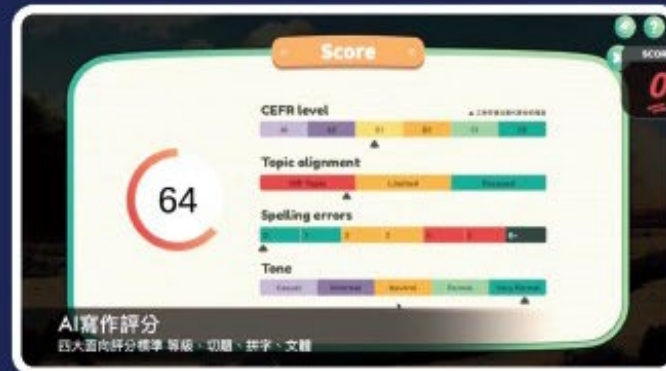 Score
SCOR
0
64
CEFR level
A1 A2 B1 B2 C1 C2
Topic alignment
Off Topic Limited Focused
Spelling errors
0 1 2 3 4 5 6+
Tone
Casual Informal Neutral Formal Very Formal
AI寫作評分
四大面向評分標準 等級、切題、拼字、文體